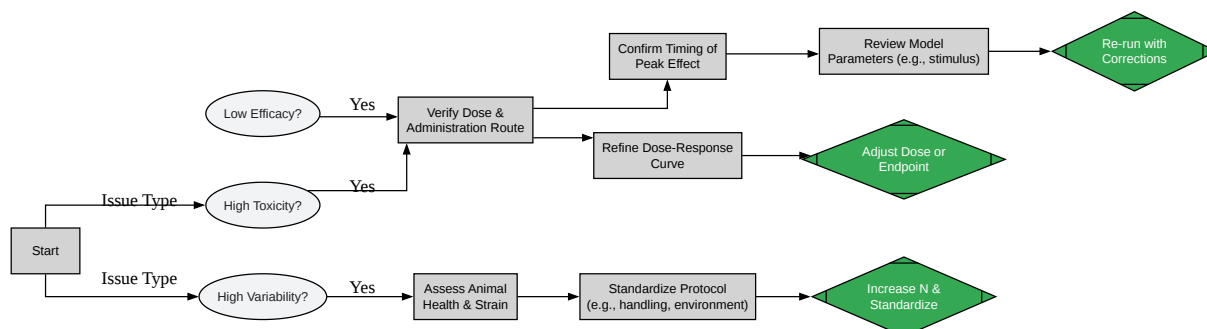 Confirm Timing of
Peak Effect
Review Model
Parameters (e.g., stimulus)
Re-run with
Corrections
Low Efficacy?
Yes
Verify Dose &
Administration Route
Refine Dose-Response
Curve
Adjust Dose or
Endpoint
Issue Type
High Toxicity?
Yes
Start
Issue Type
High Variability?
Yes
Assess Animal
Health & Strain
Standardize Protocol
(e.g., handling, environment)
Increase N &
Standardize